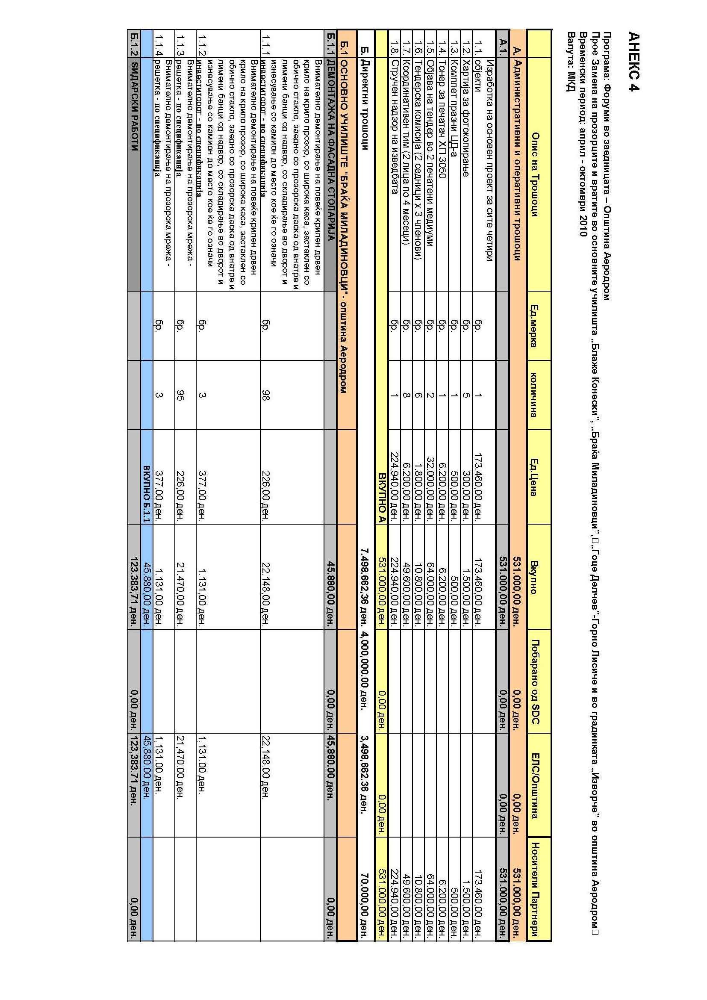 АНЕКС 4
Програма: Форуми во заедницата – Општина Аеродром
Прое Замена на прозорците и вратите во основните училишта „Блаже Конески”, „Браќа Миладиновци”,□„Гоце Делчев”-Горно Лисиче и во градинката „Изворче” во општина Аеродром□
Временски период: април - октомври 2010
Валута: МКД
Опис на Трошоци Ед.мерка количина Ед.Цена Вкупно Побарано од SDC ЕЛС/Општина Носители Партнери
А. Административни и оперативни трошоци 531.000,00 ден. 0,00 ден. 0,00 ден. 531.000,00 ден.
А.1. 531.000,00 ден. 0,00 ден. 0,00 ден. 531.000,00 ден.
Изработка на основен проект за сите четири
1.1. објекти бр. 1 173.460,00 ден. 173.460,00 ден. 173.460,00 ден.
1.2. Хартија за фотокопирање бр. 5 300,00 ден. 1.500,00 ден. 1.500,00 ден.
1.3. Комплет празни ЦД-а бр. 1 500,00 ден. 500,00 ден. 500,00 ден.
1.4. Тонер за печатач ХП 3050 бр. 1 6.200,00 ден. 6.200,00 ден. 6.200,00 ден.
1.5. Објава на тендер во 2 печатени медиуми бр. 2 32.000,00 ден. 64.000,00 ден. 64.000,00 ден.
1.6. Тендерска комисија (2 седници х 3 членови) бр. 6 1.800,00 ден. 10.800,00 ден. 10.800,00 ден.
1.7. Координативен тим (2 лица по 4 месеци) бр. 8 6.200,00 ден. 49.600,00 ден. 49.600,00 ден.
1.8. Стручен надзор на изведбата бр. 1 224.940,00 ден. 224.940,00 ден. 224.940,00 ден.
ВКУПНО А 531.000,00 ден. 0,00 ден. 0,00 ден. 531.000,00 ден.
Б. Директни трошоци 7.498.662,36 ден. 4,000,000.00 ден. 3,498,662.36 ден. 70.000,00 ден.
Б.1 ОСНОВНО УЧИЛИШТЕ “БРАЌА МИЛАДИНОВЦИ“- општина Аеродром
Б.1.1 ДЕМОНТАЖА НА ФАСАДНА СТОЛАРИЈА 45.880,00 ден. 0,00 ден. 45,880.00 ден. 0,00 ден.
Внимателно демонтирање на повеќе крилен дрвен
крило на крило прозор, со широка каса, застаклен со
обично стакло, заедно со прозорска даска од внатре и
лимени банци од надвор, со складирање во дворот и
изнесување со камион до место кое ќе го означи
1.1.1 инвеститорот - по спецификација бр. 98 226,00 ден. 22.148,00 ден. 22,148.00 ден.
Внимателно демонтирање на повеќе крилен дрвен
крило на крило прозор, со широка каса, застаклен со
обично стакло, заедно со прозорска даска од внатре и
лимени банци од надвор, со складирање во дворот и
изнесување со камион до место кое ќе го означи
1.1.2 инвеститорот - по спецификација бр. 3 377,00 ден. 1.131,00 ден. 1,131.00 ден.
Внимателно демонтирање на прозорска мрежа -
1.1.3 решетка - по спецификација бр. 95 226,00 ден. 21.470,00 ден. 21,470.00 ден.
Внимателно демонтирање на прозорска мрежа -
1.1.4 решетка - по спецификација бр. 3 377,00 ден. 1.131,00 ден. 1,131.00 ден.
ВКУПНО Б.1.1 45.880,00 ден. 45,880.00 ден.
Б.1.2 ЅИДАРСКИ РАБОТИ 123.383,71 ден. 0,00 ден. 123,383.71 ден. 0,00 ден.